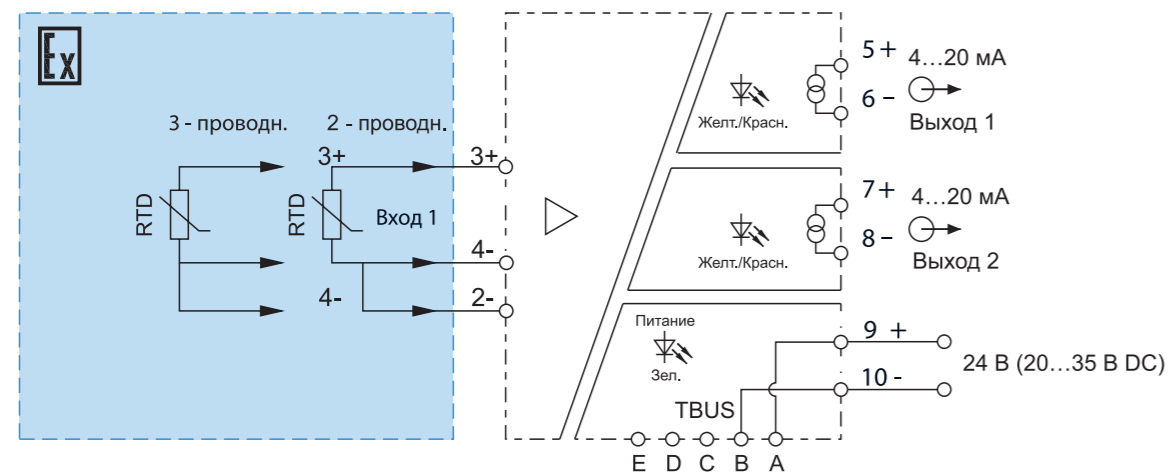 Ex
3 - проводн.
2 - проводн.
RTD
3+
RTD
Вход 1
4-
3+
4-
2-
Желт./Красн.
5 +
6 –
4...20 мА
Выход 1
Желт./Красн.
7 +
8 –
4...20 мА
Выход 2
Питание
Зел.
TBUS
9 +
10 -
24 В (20...35 В DC)
E D C B A